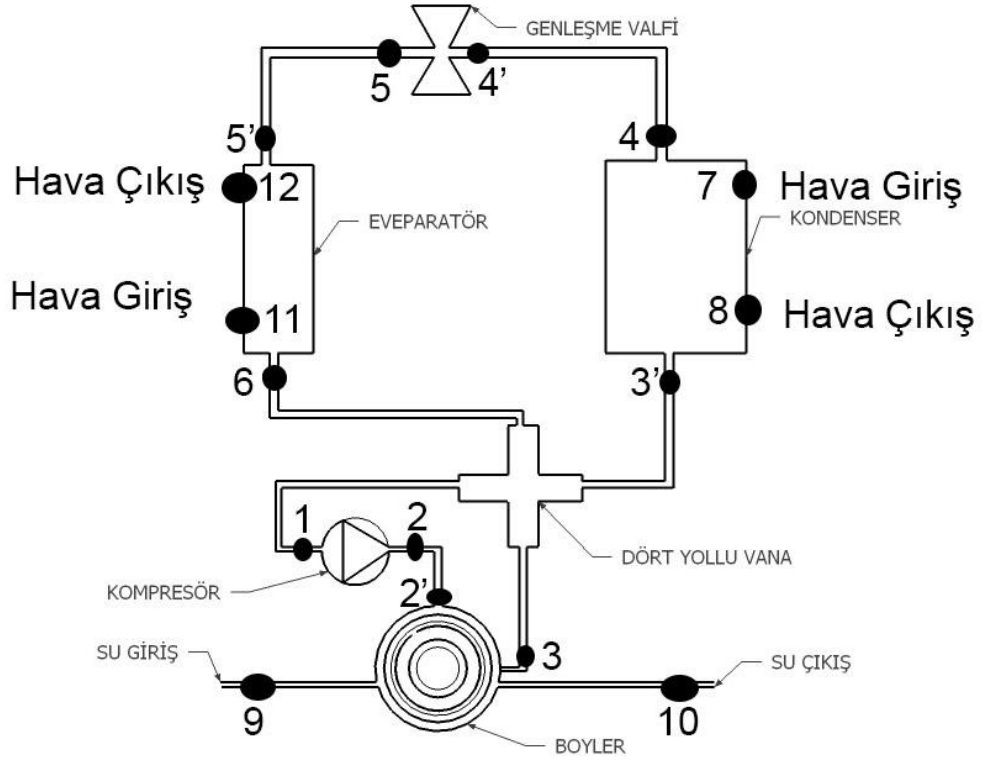 GENLEŞME VALFİ
5
4'
5'
4
Hava Çıkış
12
7
Hava Giriş
EVEPARATÖR
KONDENSER
Hava Giriş
11
8
Hava Çıkış
6
3'
1
2
DÖRT YOLLU VANA
KOMPRESÖR
2'
SU GİRİŞ
3
SU ÇIKIŞ
9
10
BOYLER